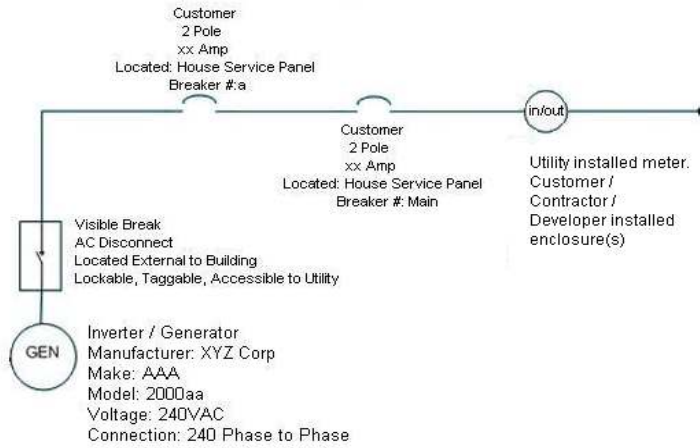 Customer
2 Pole
xx Amp
Located: House Service Panel
Breaker #:a
in/out
Customer
2 Pole
xx Amp
Located: House Service Panel
Breaker #: Main
Utility installed meter.
Customer /
Contractor /
Developer installed
enclosure(s)
Visible Break
AC Disconnect
Located External to Building
Lockable, Taggable, Accessible to Utility
GEN
Inverter / Generator
Manufacturer: XYZ Corp
Make: AAA
Model: 2000aa
Voltage: 240VAC
Connection: 240 Phase to Phase